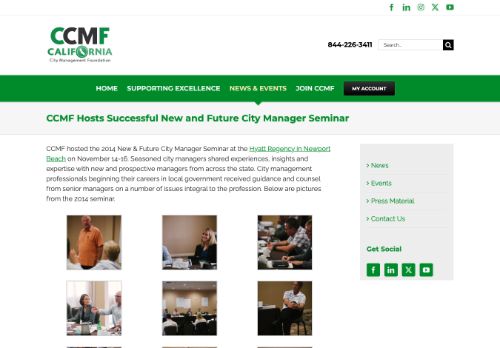 CCMF
CALIFORNIA
City Management Foundation
844-226-3411
Search...
HOME SUPPORTING EXCELLENCE NEWS & EVENTS JOIN CCMF MY ACCOUNT
CCMF Hosts Successful New and Future City Manager Seminar
CCMF hosted the 2014 New & Future City Manager Seminar at the Hyatt Regency in Newport
Beach on November 14-16. Seasoned city managers shared experiences, insights and
expertise with new and prospective managers from across the state. City management
professionals beginning their careers in local government received guidance and counsel
from senior managers on a number of issues integral to the profession. Below are pictures
from the 2014 seminar.
> News
> Events
> Press Material
> Contact Us
Get Social